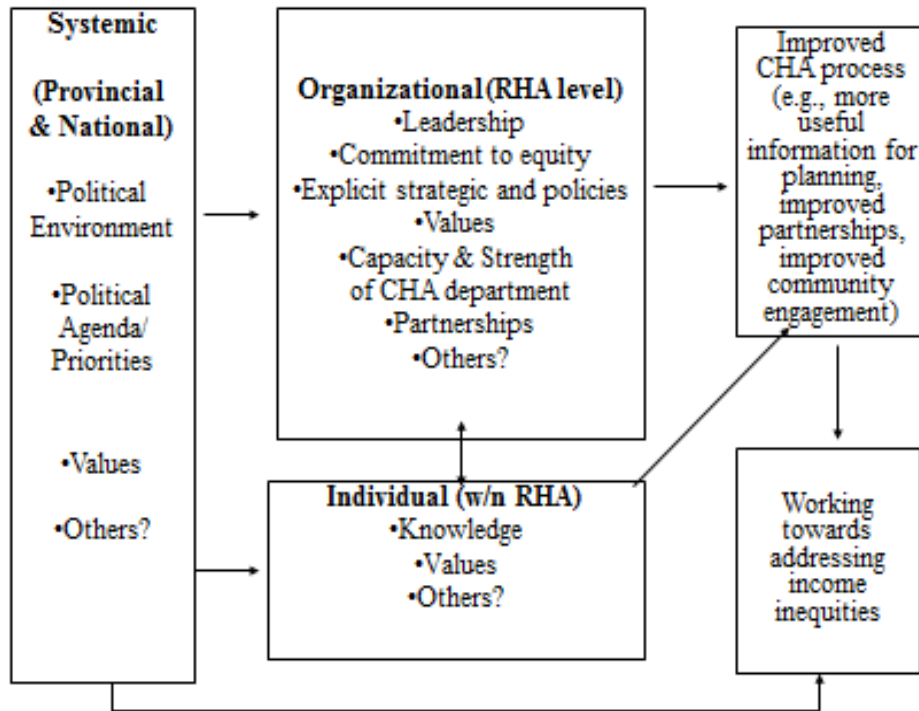 Systemic
(Provincial
& National)
•Political
Environment
•Political
Agenda/
Priorities
•Values
•Others?
Organizational (RHA level)
•Leadership
•Commitment to equity
•Explicit strategic and policies
•Values
•Capacity & Strength
of CHA department
•Partnerships
•Others?
Individual (w/n RHA)
•Knowledge
•Values
•Others?
Improved
CHA process
(e.g., more
useful
information for
planning,
improved
partnerships,
improved
community
engagement)
Working
towards
addressing
income
inequities